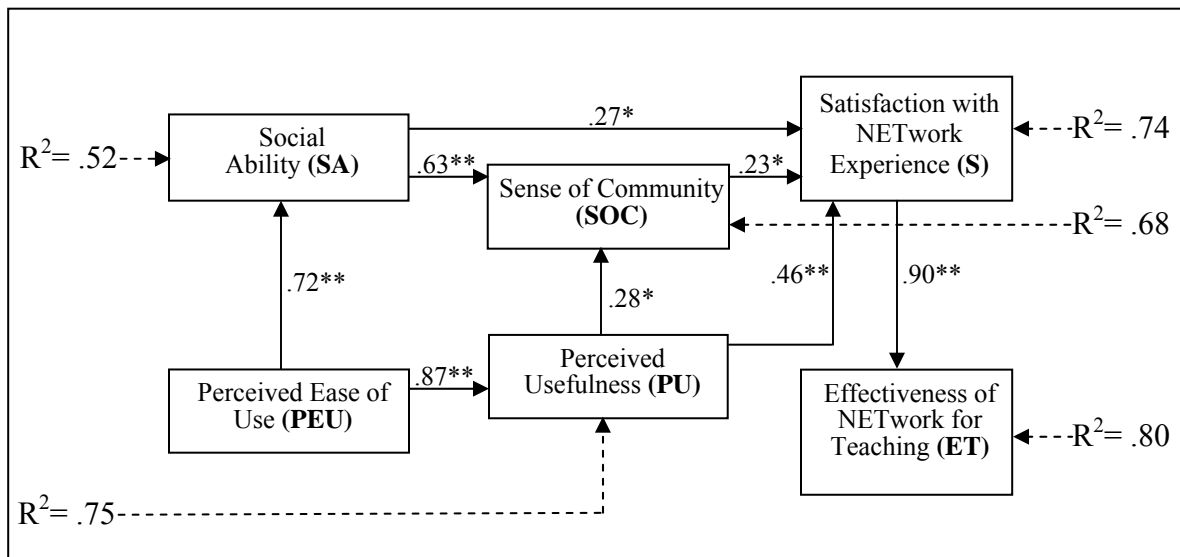 Satisfaction with
NETwork
Experience (S)
R²= .74
Social
Ability (SA)
.27*
R²= .52
.63**
Sense of Community
(SOC)
.23*
R²= .68
.72**
.28*
.46**
.90**
Perceived Ease of
Use (PEU)
.87**
Perceived
Usefulness (PU)
Effectiveness of
NETwork for
Teaching (ET)
R²= .80
R²= .75